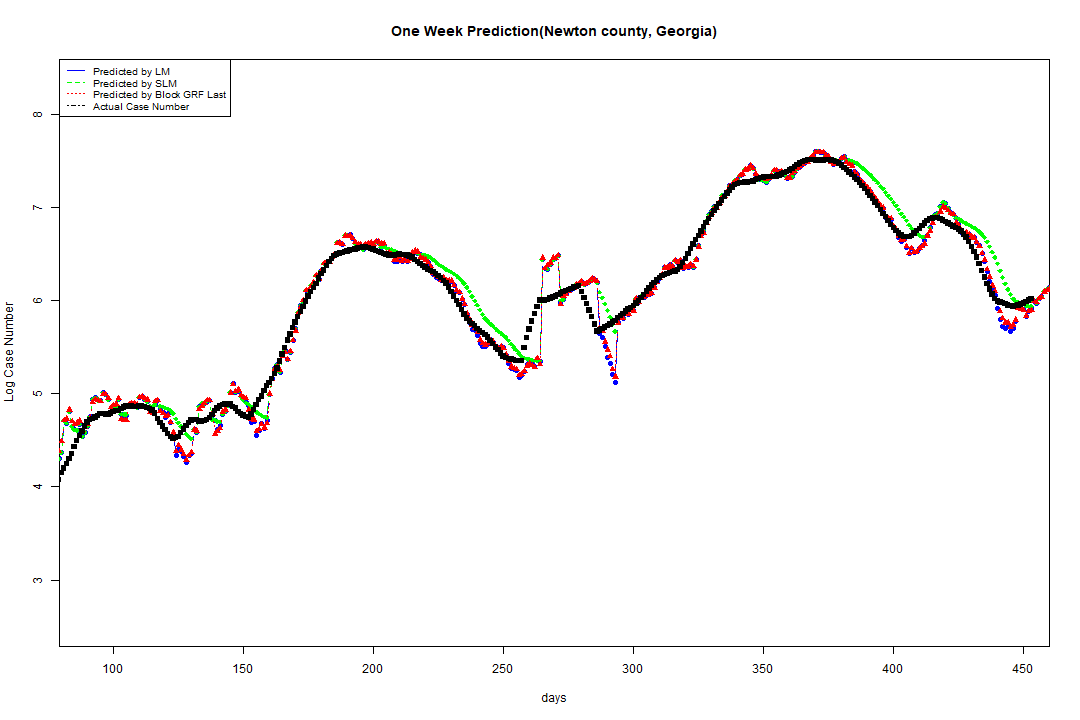 One Week Prediction(Newton county, Georgia)
Predicted by LM
Predicted by SLM
Predicted by Block GRF Last
Actual Case Number
8
7
6
5
4
3
Log Case Number
100 150 200 250 300 350 400 450
days